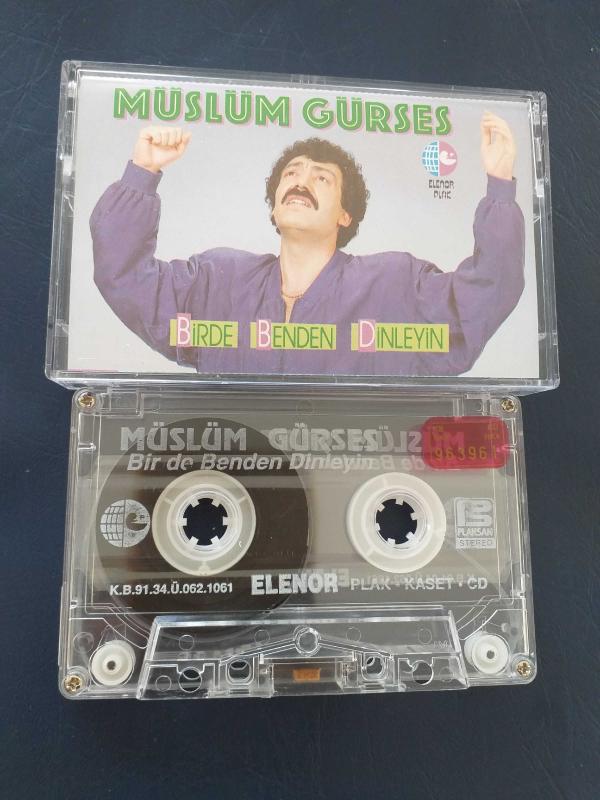 MÜSLÜM GÜRSES
ELENOR
PLAK
BİRDE BENDEN DİNLEYİN
MÜSLÜM GÜRSES
Bir de Benden Dinleyin
96396
PLAKSAN
STEREO
K.B.91.34.Ü.062.1061 ELENOR PLAK • KASET • CD